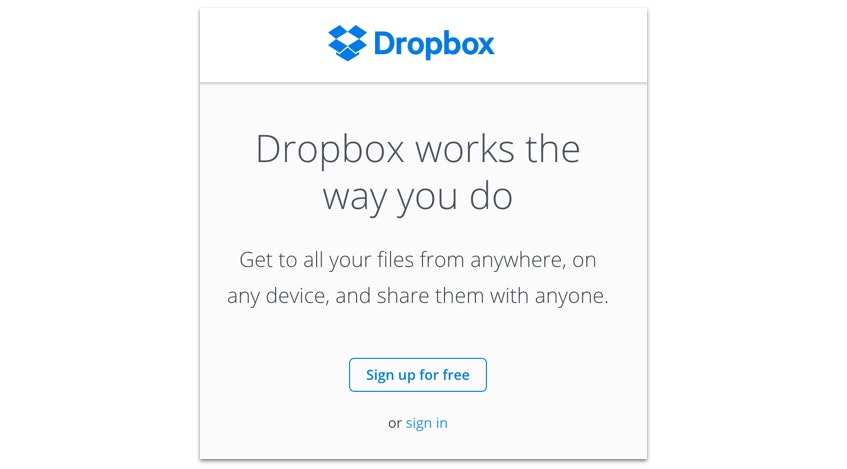 Dropbox
Dropbox works the
way you do
Get to all your files from anywhere, on
any device, and share them with anyone.
Sign up for free
or sign in